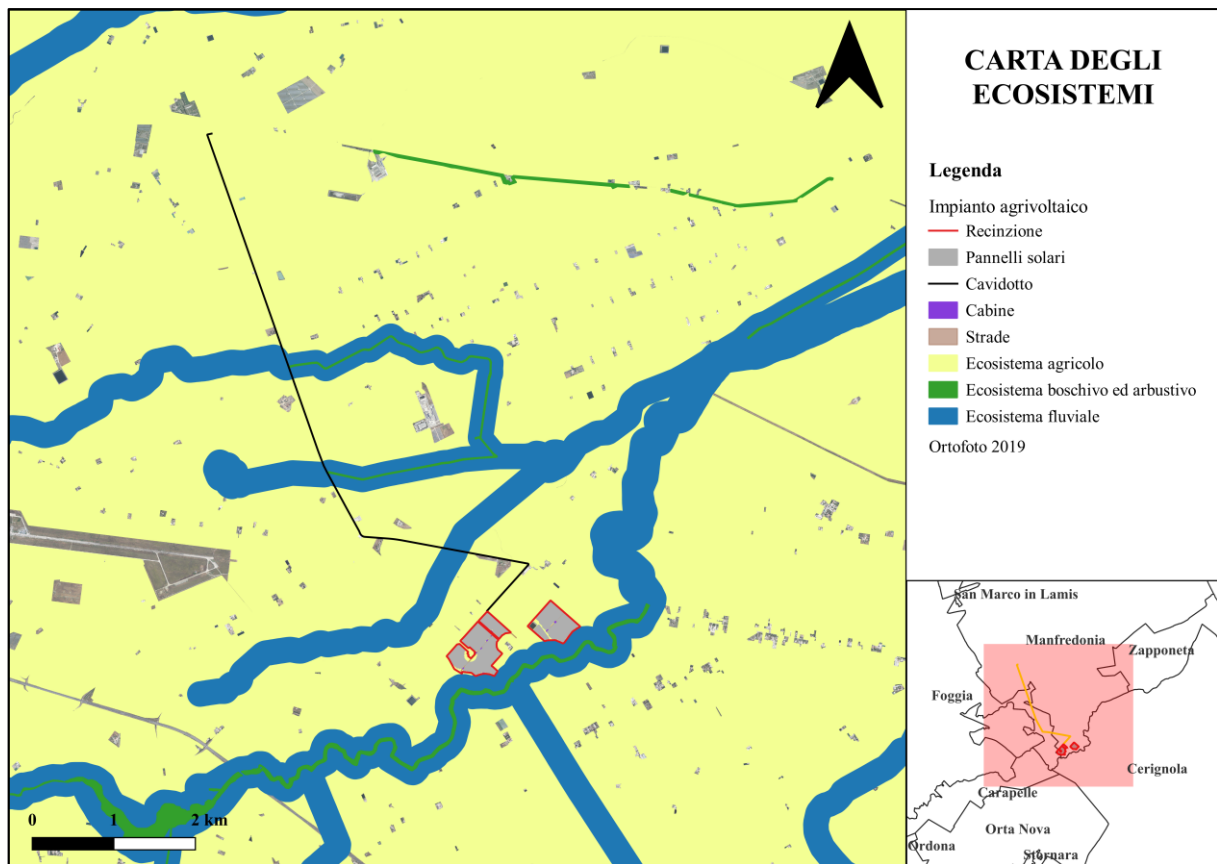 CARTA DEGLI
ECOSISTEMI
Legenda
Impianto agrivoltaico
Recinzione
Pannelli solari
Cavidotto
Cabine
Strade
Ecosistema agricolo
Ecosistema boschivo ed arbustivo
Ecosistema fluviale
Ortofoto 2019
0 1 2 km
San Marco in Lamis
Manfredonia
Zapponeta
Foggia
Cerignola
Carapelle
Orta Nova
Ordona
Stornara